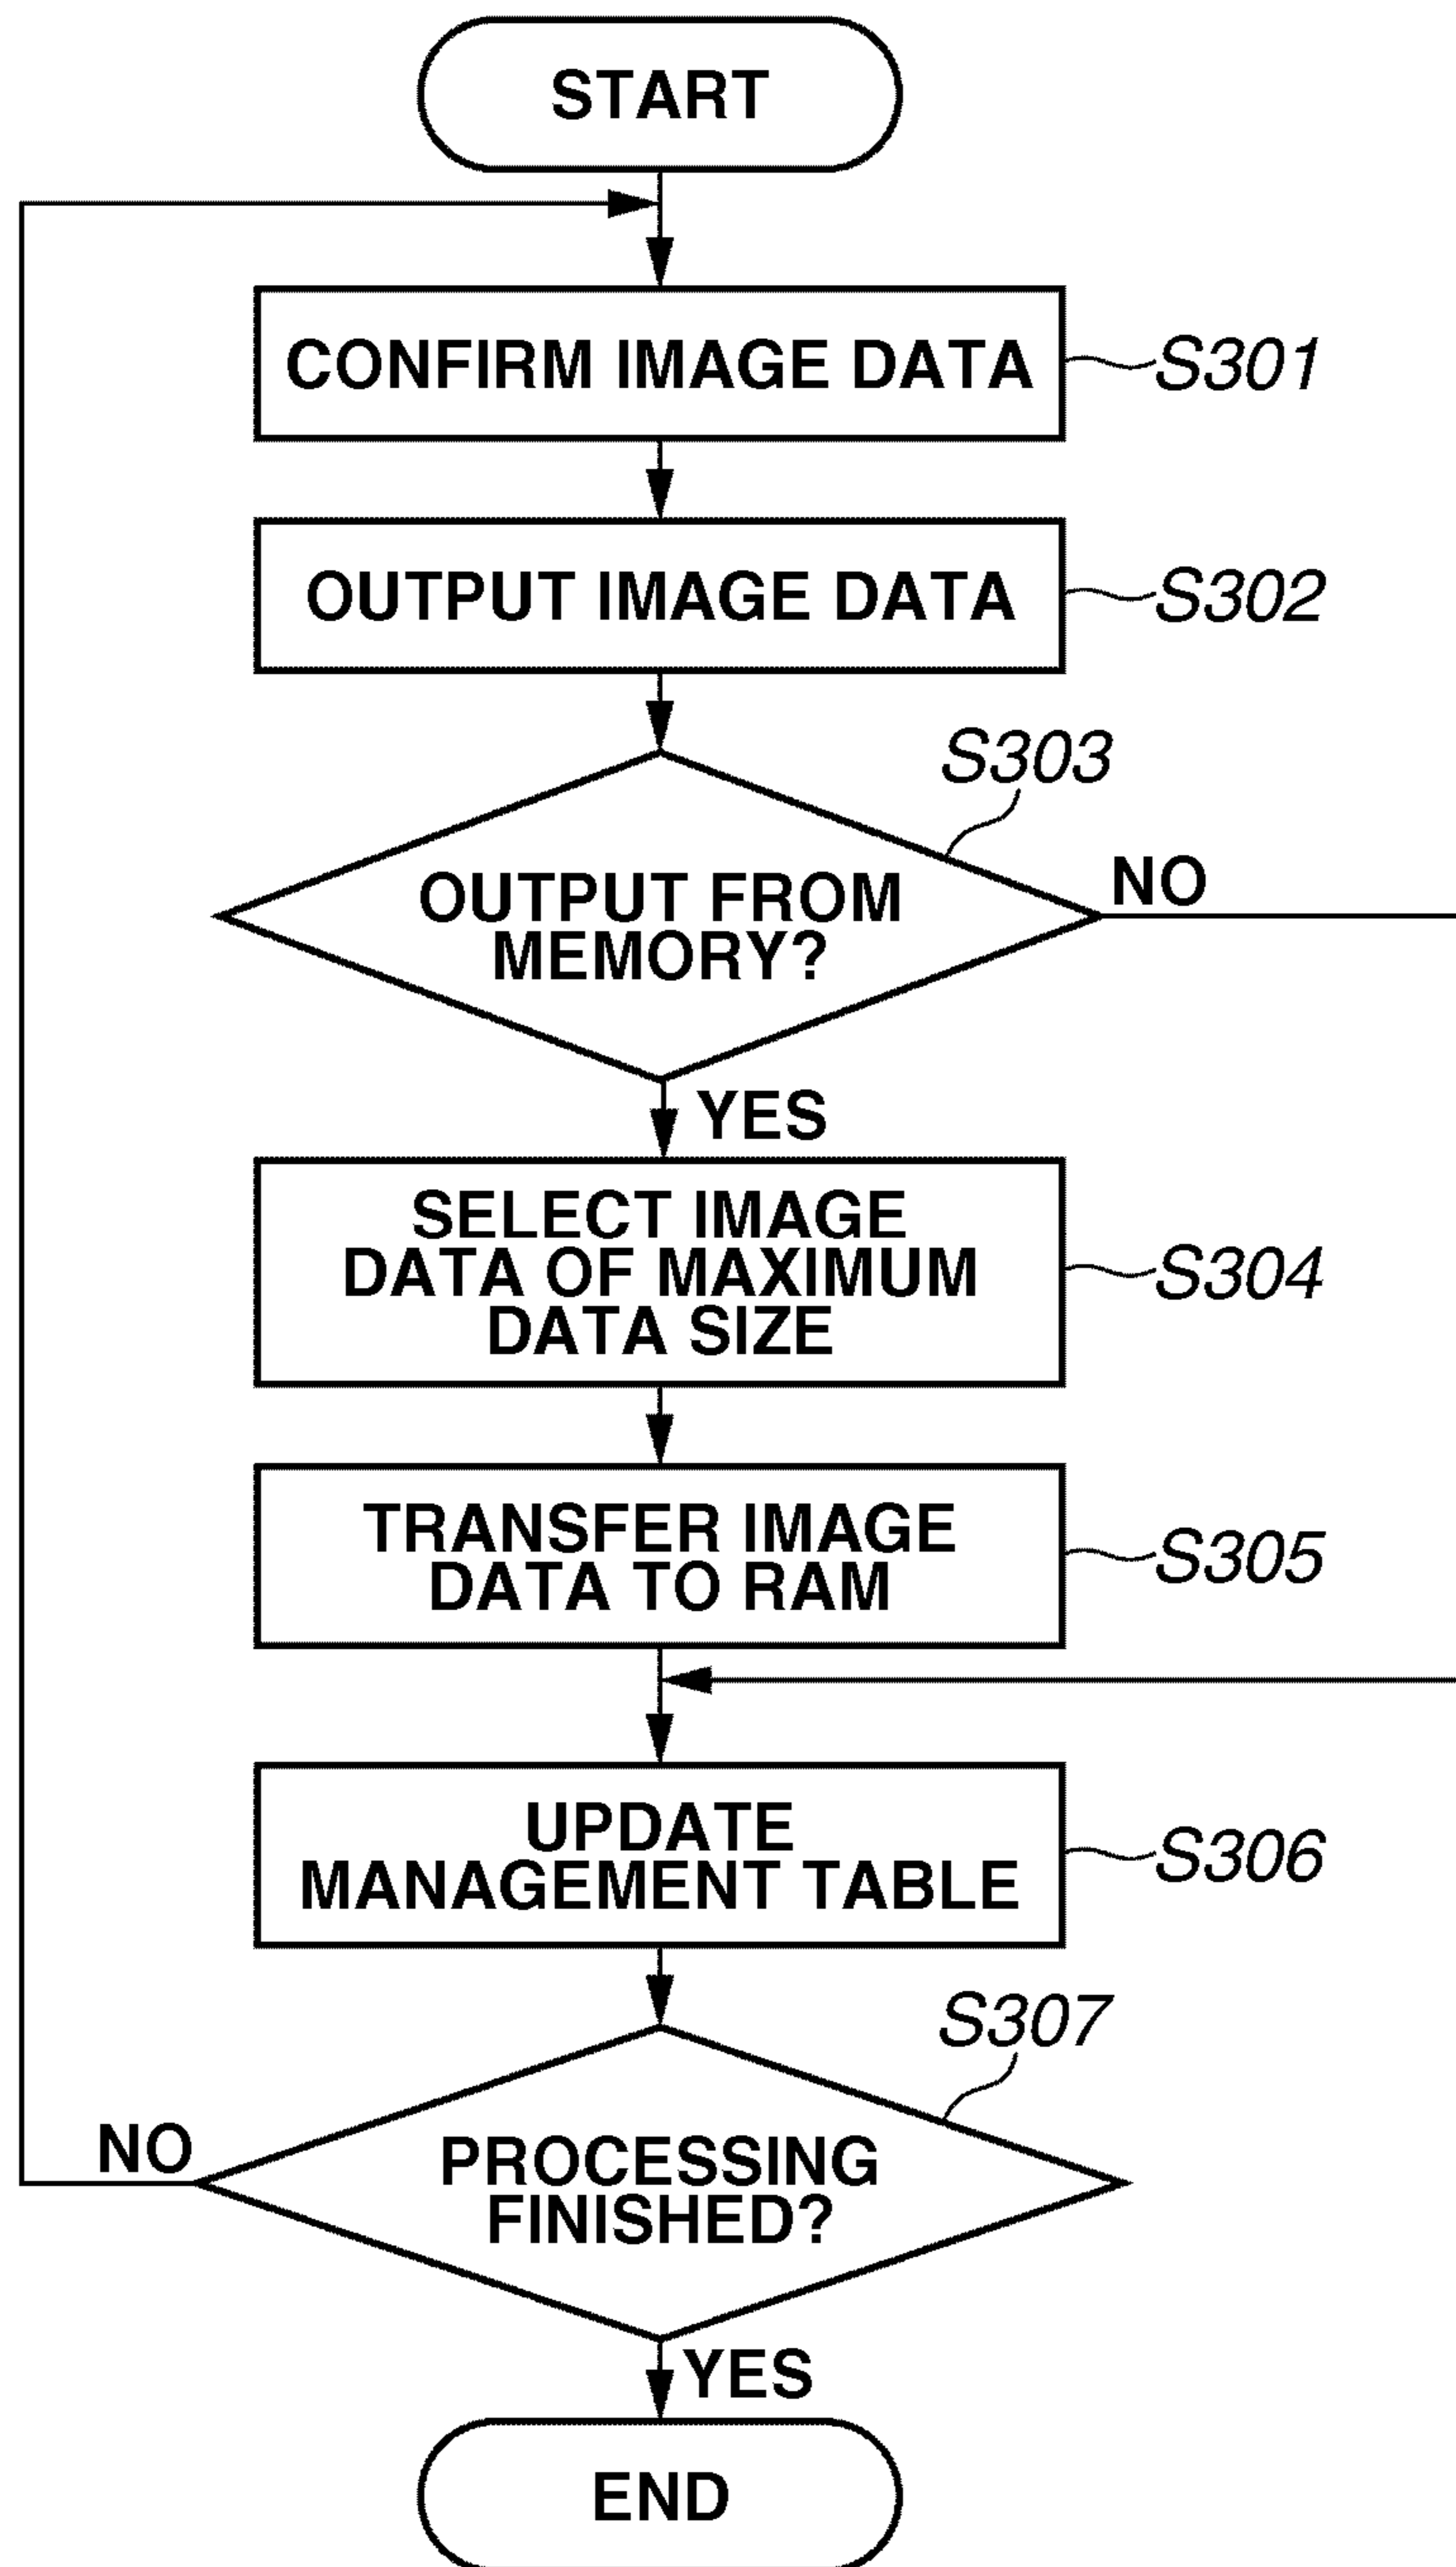 START
CONFIRM IMAGE DATA
S301
OUTPUT IMAGE DATA
S302
S303
OUTPUT FROM
MEMORY?
NO
YES
SELECT IMAGE
DATA OF MAXIMUM
DATA SIZE
S304
TRANSFER IMAGE
DATA TO RAM
S305
UPDATE
MANAGEMENT TABLE
S306
S307
PROCESSING
FINISHED?
NO
YES
END